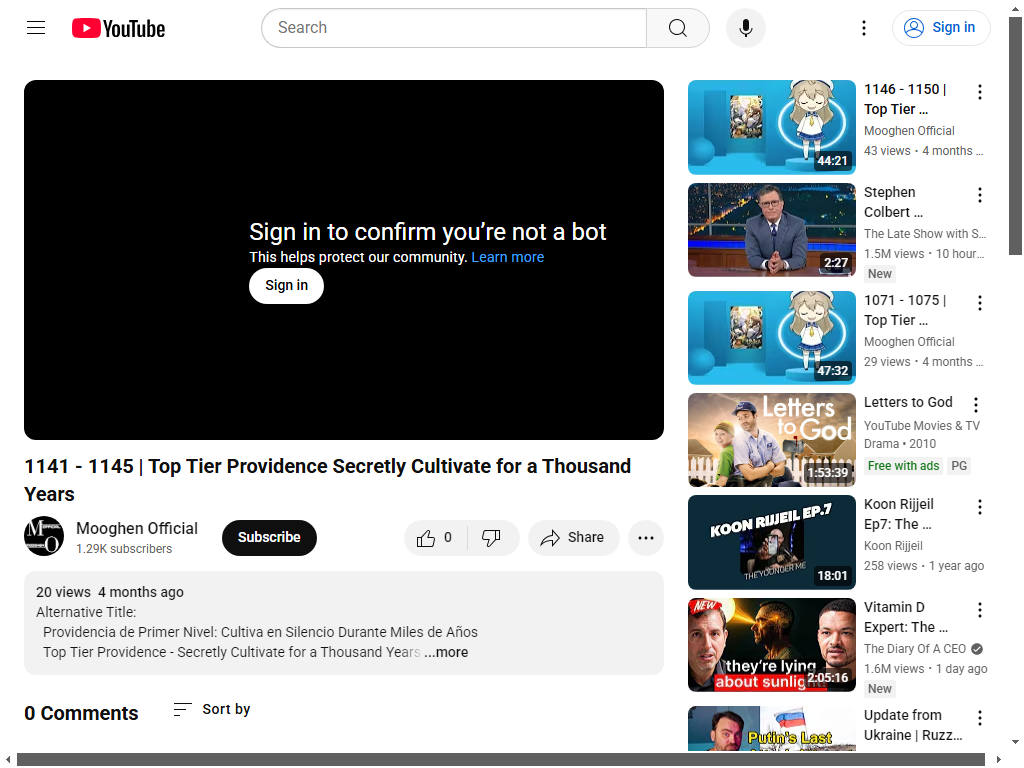 YouTube
Search
Sign in
Sign in to confirm you're not a bot
This helps protect our community. Learn more
Sign in
1141 - 1145 | Top Tier Providence Secretly Cultivate for a Thousand
Years
Mooghen Official
1.29K subscribers
Subscribe
0
Share
20 views 4 months ago
Alternative Title:
Providencia de Primer Nivel: Cultiva en Silencio Durante Miles de Años
Top Tier Providence - Secretly Cultivate for a Thousand Years ...more
0 Comments
Sort by
44:21
1146 - 1150 |
Top Tier …
Mooghen Official
43 views • 4 months …
2:27
Stephen
Colbert …
The Late Show with S…
1.5M views • 10 hour…
New
47:32
1071 - 1075 |
Top Tier …
Mooghen Official
29 views • 4 months …
Letters
to God
1:53:39
Letters to God
YouTube Movies & TV
Drama • 2010
Free with ads PG
KOON RIJJEIL EP.7
THE YOUNGER ME
18:01
Koon Rijjeil
Ep7: The …
Koon Rijjeil
258 views • 1 year ago
NEW
they're lying
about sunlight
2:05:16
Vitamin D
Expert: The …
The Diary Of A CEO
1.6M views • 1 day ago
New
Putin's Last
Update from
Ukraine | Ruzz…